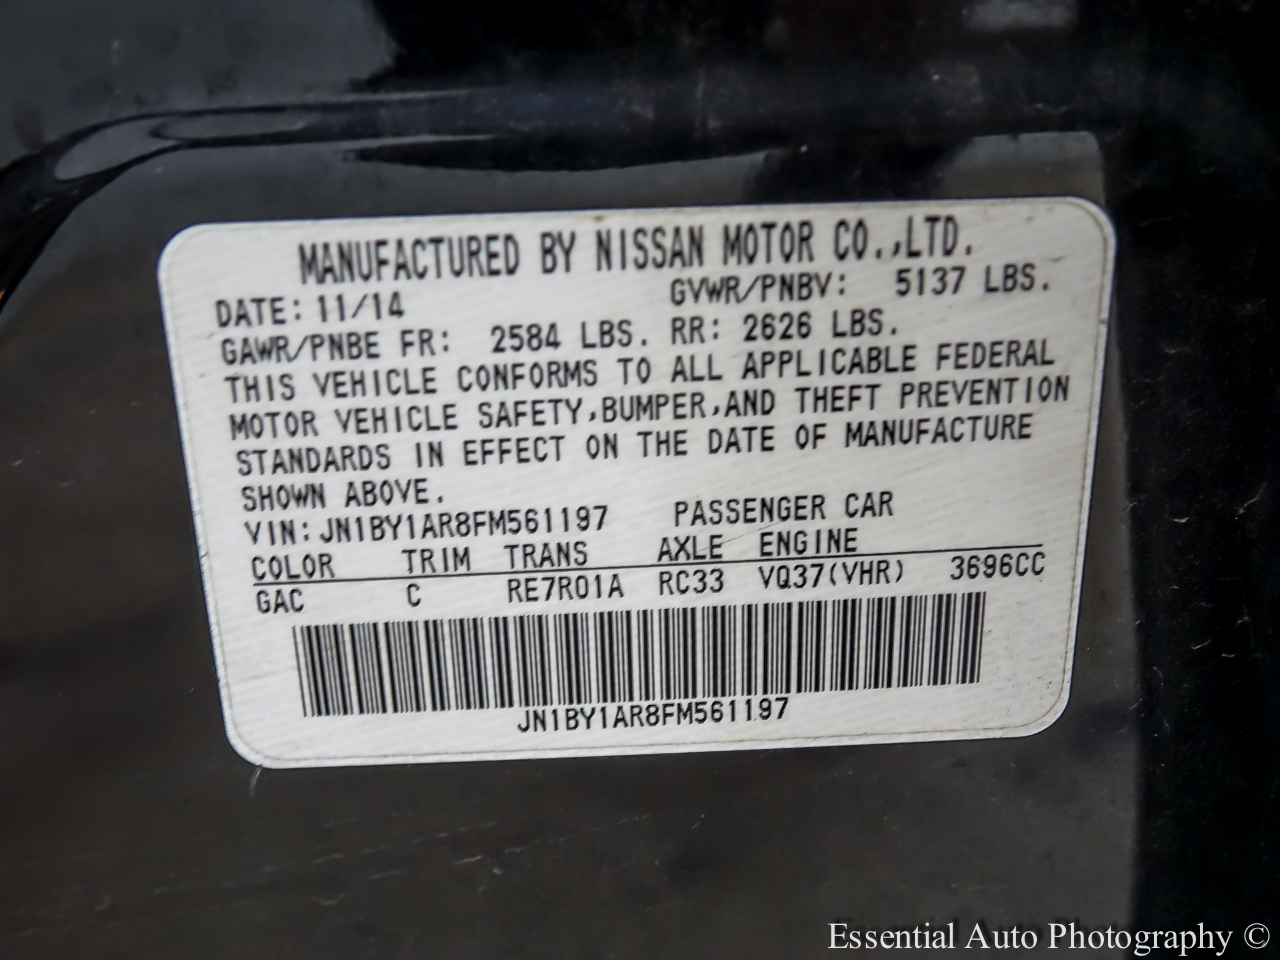 MANUFACTURED BY NISSAN MOTOR CO.,LTD.
DATE: 11/14 GVWR/PNBV: 5137 LBS.
GAWR/PNBE FR: 2584 LBS. RR: 2626 LBS.
THIS VEHICLE CONFORMS TO ALL APPLICABLE FEDERAL
MOTOR VEHICLE SAFETY,BUMPER,AND THEFT PREVENTION
STANDARDS IN EFFECT ON THE DATE OF MANUFACTURE
SHOWN ABOVE.
VIN:JN1BY1AR8FM561197 PASSENGER CAR
COLOR TRIM TRANS AXLE ENGINE
GAC C RE7R01A RC33 VQ37(VHR) 3696CC
JN1BY1AR8FM561197
Essential Auto Photography ©